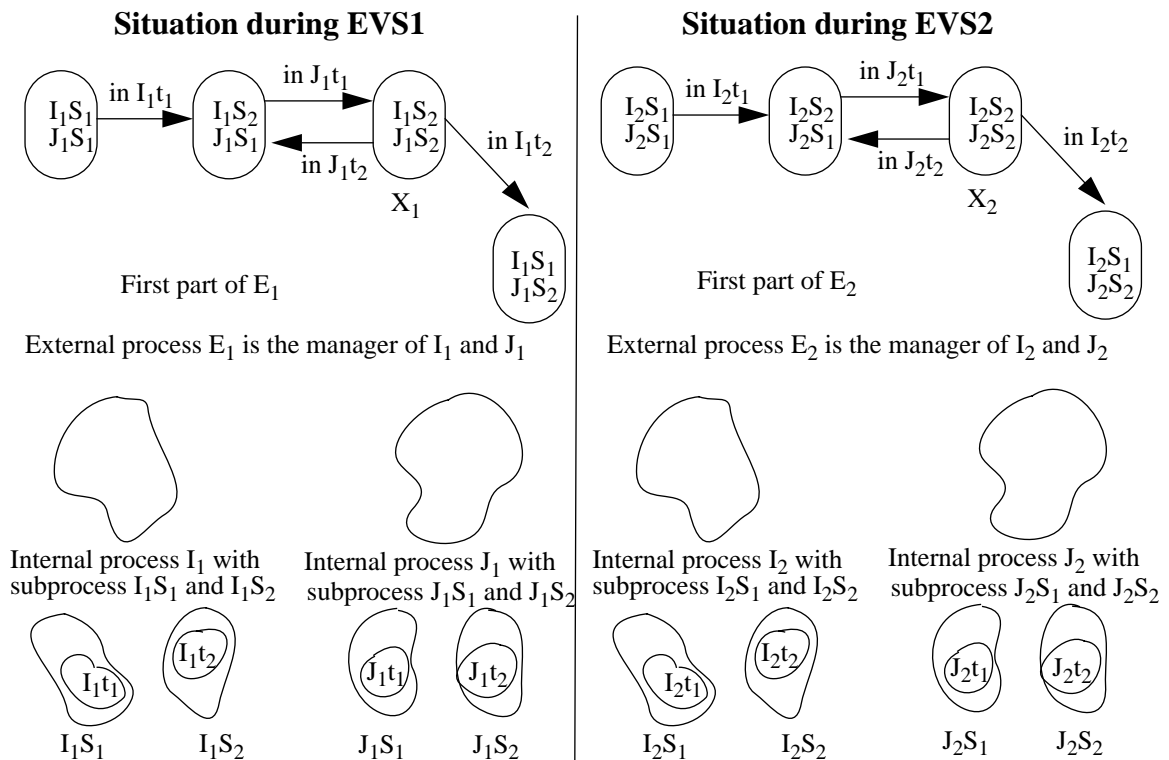 Situation during EVS1
in I₁t₁
in J₁t₁
I₁S₁
J₁S₁
I₁S₂
J₁S₁
I₁S₂
J₁S₂
in J₁t₂
in I₁t₂
X₁
I₁S₁
J₁S₂
First part of E₁
External process E₁ is the manager of I₁ and J₁
Internal process I₁ with
subprocess I₁S₁ and I₁S₂
Internal process J₁ with
subprocess J₁S₁ and J₁S₂
I₁t₁
I₁t₂
J₁t₁
J₁t₂
I₁S₁
I₁S₂
J₁S₁
J₁S₂
Situation during EVS2
in I₂t₁
in J₂t₁
I₂S₁
J₂S₁
I₂S₂
J₂S₁
I₂S₂
J₂S₂
in J₂t₂
in I₂t₂
X₂
I₂S₁
J₂S₂
First part of E₂
External process E₂ is the manager of I₂ and J₂
Internal process I₂ with
subprocess I₂S₁ and I₂S₂
Internal process J₂ with
subprocess J₂S₁ and J₂S₂
I₂t₁
I₂t₂
J₂t₁
J₂t₂
I₂S₁
I₂S₂
J₂S₁
J₂S₂